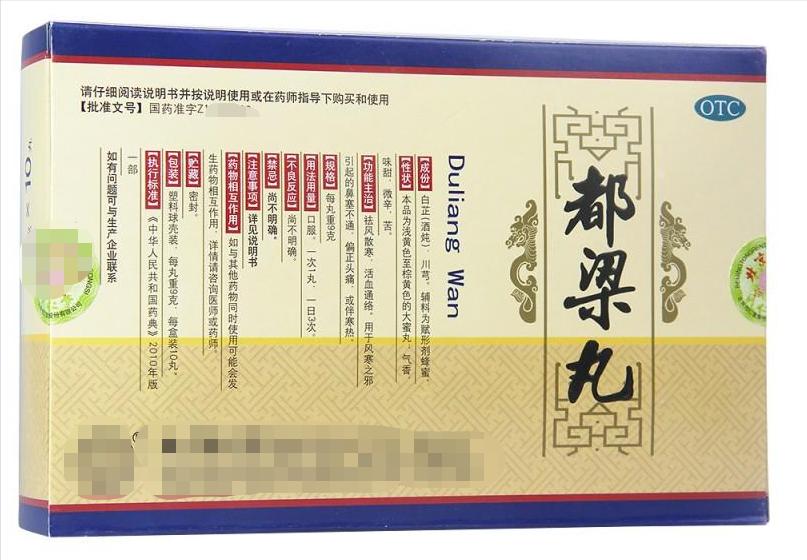 请仔细阅读说明书并按说明使用或在药师指导下购买和使用
【批准文号】国药准字Z
OTC
都梁丸
Duliang Wan
【成份】白芷(酒炖)、川芎。辅料为赋形剂蜂蜜。
【性状】本品为浅黄色至棕黄色的大蜜丸;气香,
味甜、微辛、苦。
【功能主治】祛风散寒,活血通络。用于风寒之邪
引起的鼻塞不通,偏正头痛,或伴寒热。
【规格】每丸重9克
【用法用量】口服。一次1丸,一日3次。
【不良反应】尚不明确。
【禁忌】尚不明确。
【注意事项】详见说明书
【药物相互作用】如与其他药物同时使用可能会发
生药物相互作用,详情请咨询医师或药师。
【贮藏】密封。
【包装】塑料球壳装,每丸重9克,每盒装10丸。
【执行标准】《中华人民共和国药典》2010年版
一部
如有问题可与生产企业联系